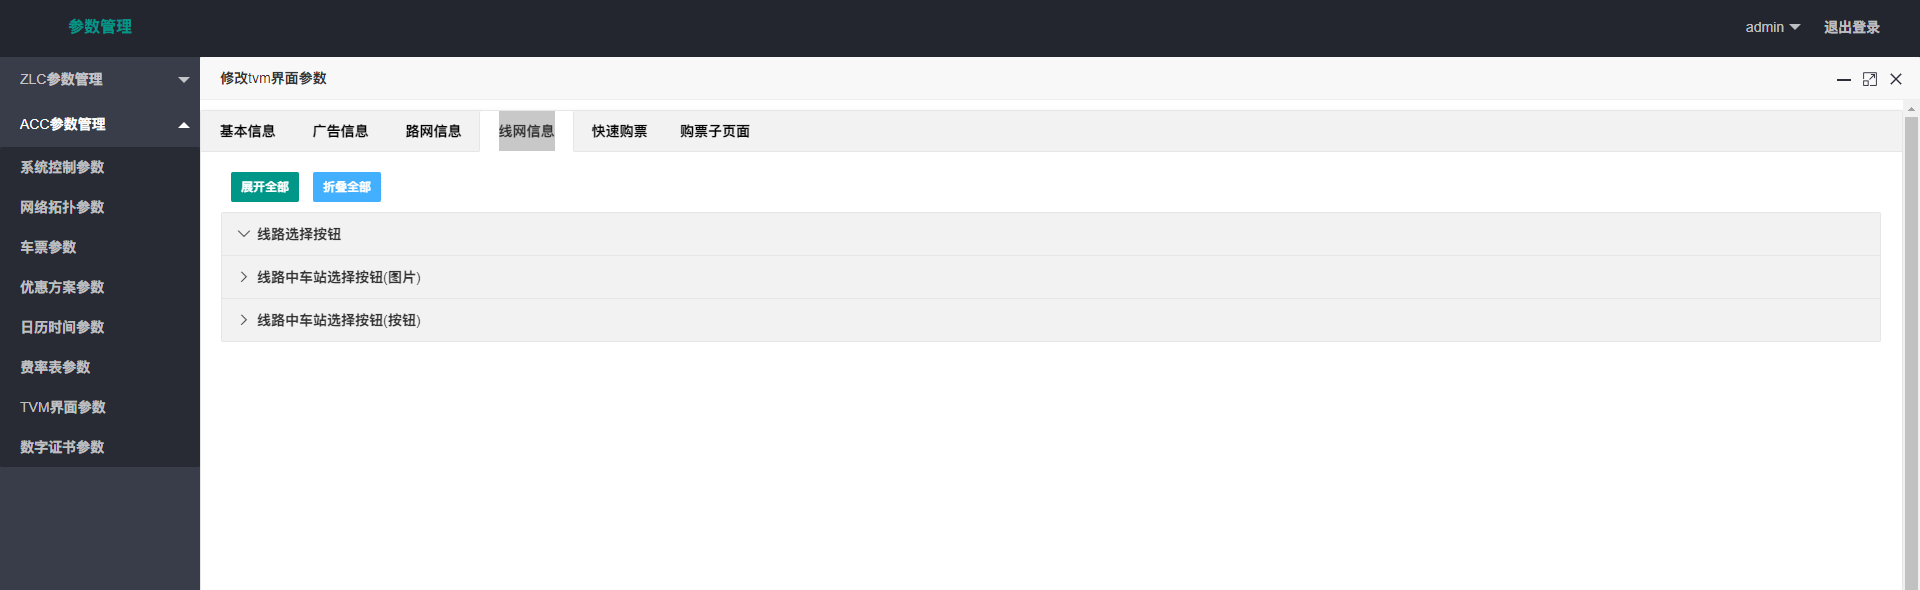 参数管理
admin
退出登录
ZLC参数管理
ACC参数管理
系统控制参数
网络拓扑参数
车票参数
优惠方案参数
日历时间参数
费率表参数
TVM界面参数
数字证书参数
修改tvm界面参数
基本信息 广告信息 路网信息 线网信息 快速购票 购票子页面
展开全部 折叠全部
线路选择按钮
线路中车站选择按钮(图片)
线路中车站选择按钮(按钮)